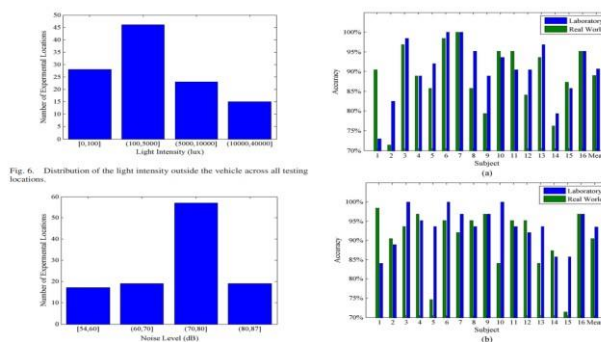 50
45
40
35
30
25
20
15
10
5
0
Number of Experimental Locations
[0,100] (100,5000] (5000,10000] (10000,40000]
Light Intensity (lux)
Fig. 6. Distribution of the light intensity outside the vehicle across all testing
locations.
60
50
40
30
20
10
0
Number of Experimental Locations
[54,60] (60,70] (70,80] (80,87]
Noise Level (dB)
Laboratory
Real World
100%
95%
90%
85%
80%
75%
70%
Accuracy
1 2 3 4 5 6 7 8 9 10 11 12 13 14 15 16 Mean
Subject
(a)
Laboratory
Real World
100%
95%
90%
85%
80%
75%
70%
Accuracy
1 2 3 4 5 6 7 8 9 10 11 12 13 14 15 16 Mean
Subject
(b)